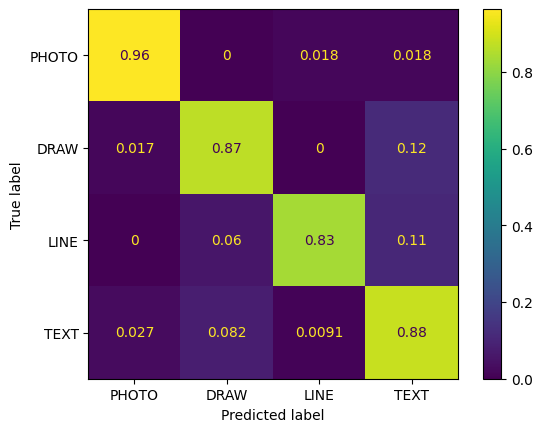 PHOTO 0.96 0 0.018 0.018
DRAW 0.017 0.87 0 0.12
LINE 0 0.06 0.83 0.11
TEXT 0.027 0.082 0.0091 0.88
PHOTO DRAW LINE TEXT
Predicted label
True label
0.8
0.6
0.4
0.2
0.0